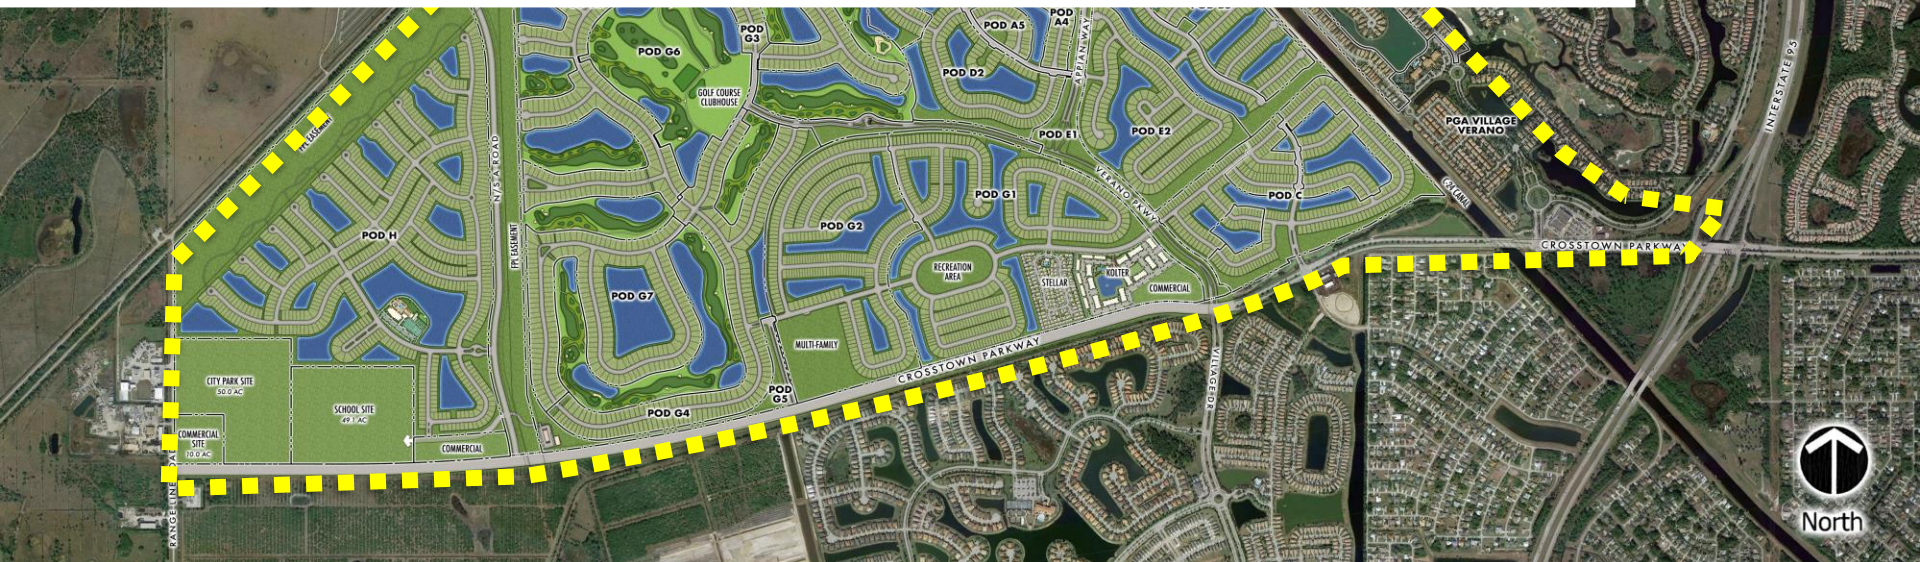 POD G6
POD
G3
POD A5
POD
A4
APPIAN WAY
POD D2
GOLF COURSE
CLUBHOUSE
INTERSTATE 95
FPL EASEMENT
N/S A ROAD
POD E1
POD E2
PGA VILLAGE
VERANO
VERANO PKWY
POD G1
POD C
C-24 CANAL
POD H
FPL EASEMENT
POD G2
CROSSTOWN PARKWAY
RECREATION
AREA
STELLAR
KOLTER
COMMERCIAL
POD G7
MULTI-FAMILY
CROSSTOWN PARKWAY
VILLAGE DR
CITY PARK SITE
50.0 AC
SCHOOL SITE
49.1 AC
POD
G5
POD G4
COMMERCIAL
SITE
10.0 AC
COMMERCIAL
RANGE LINE ROAD
North